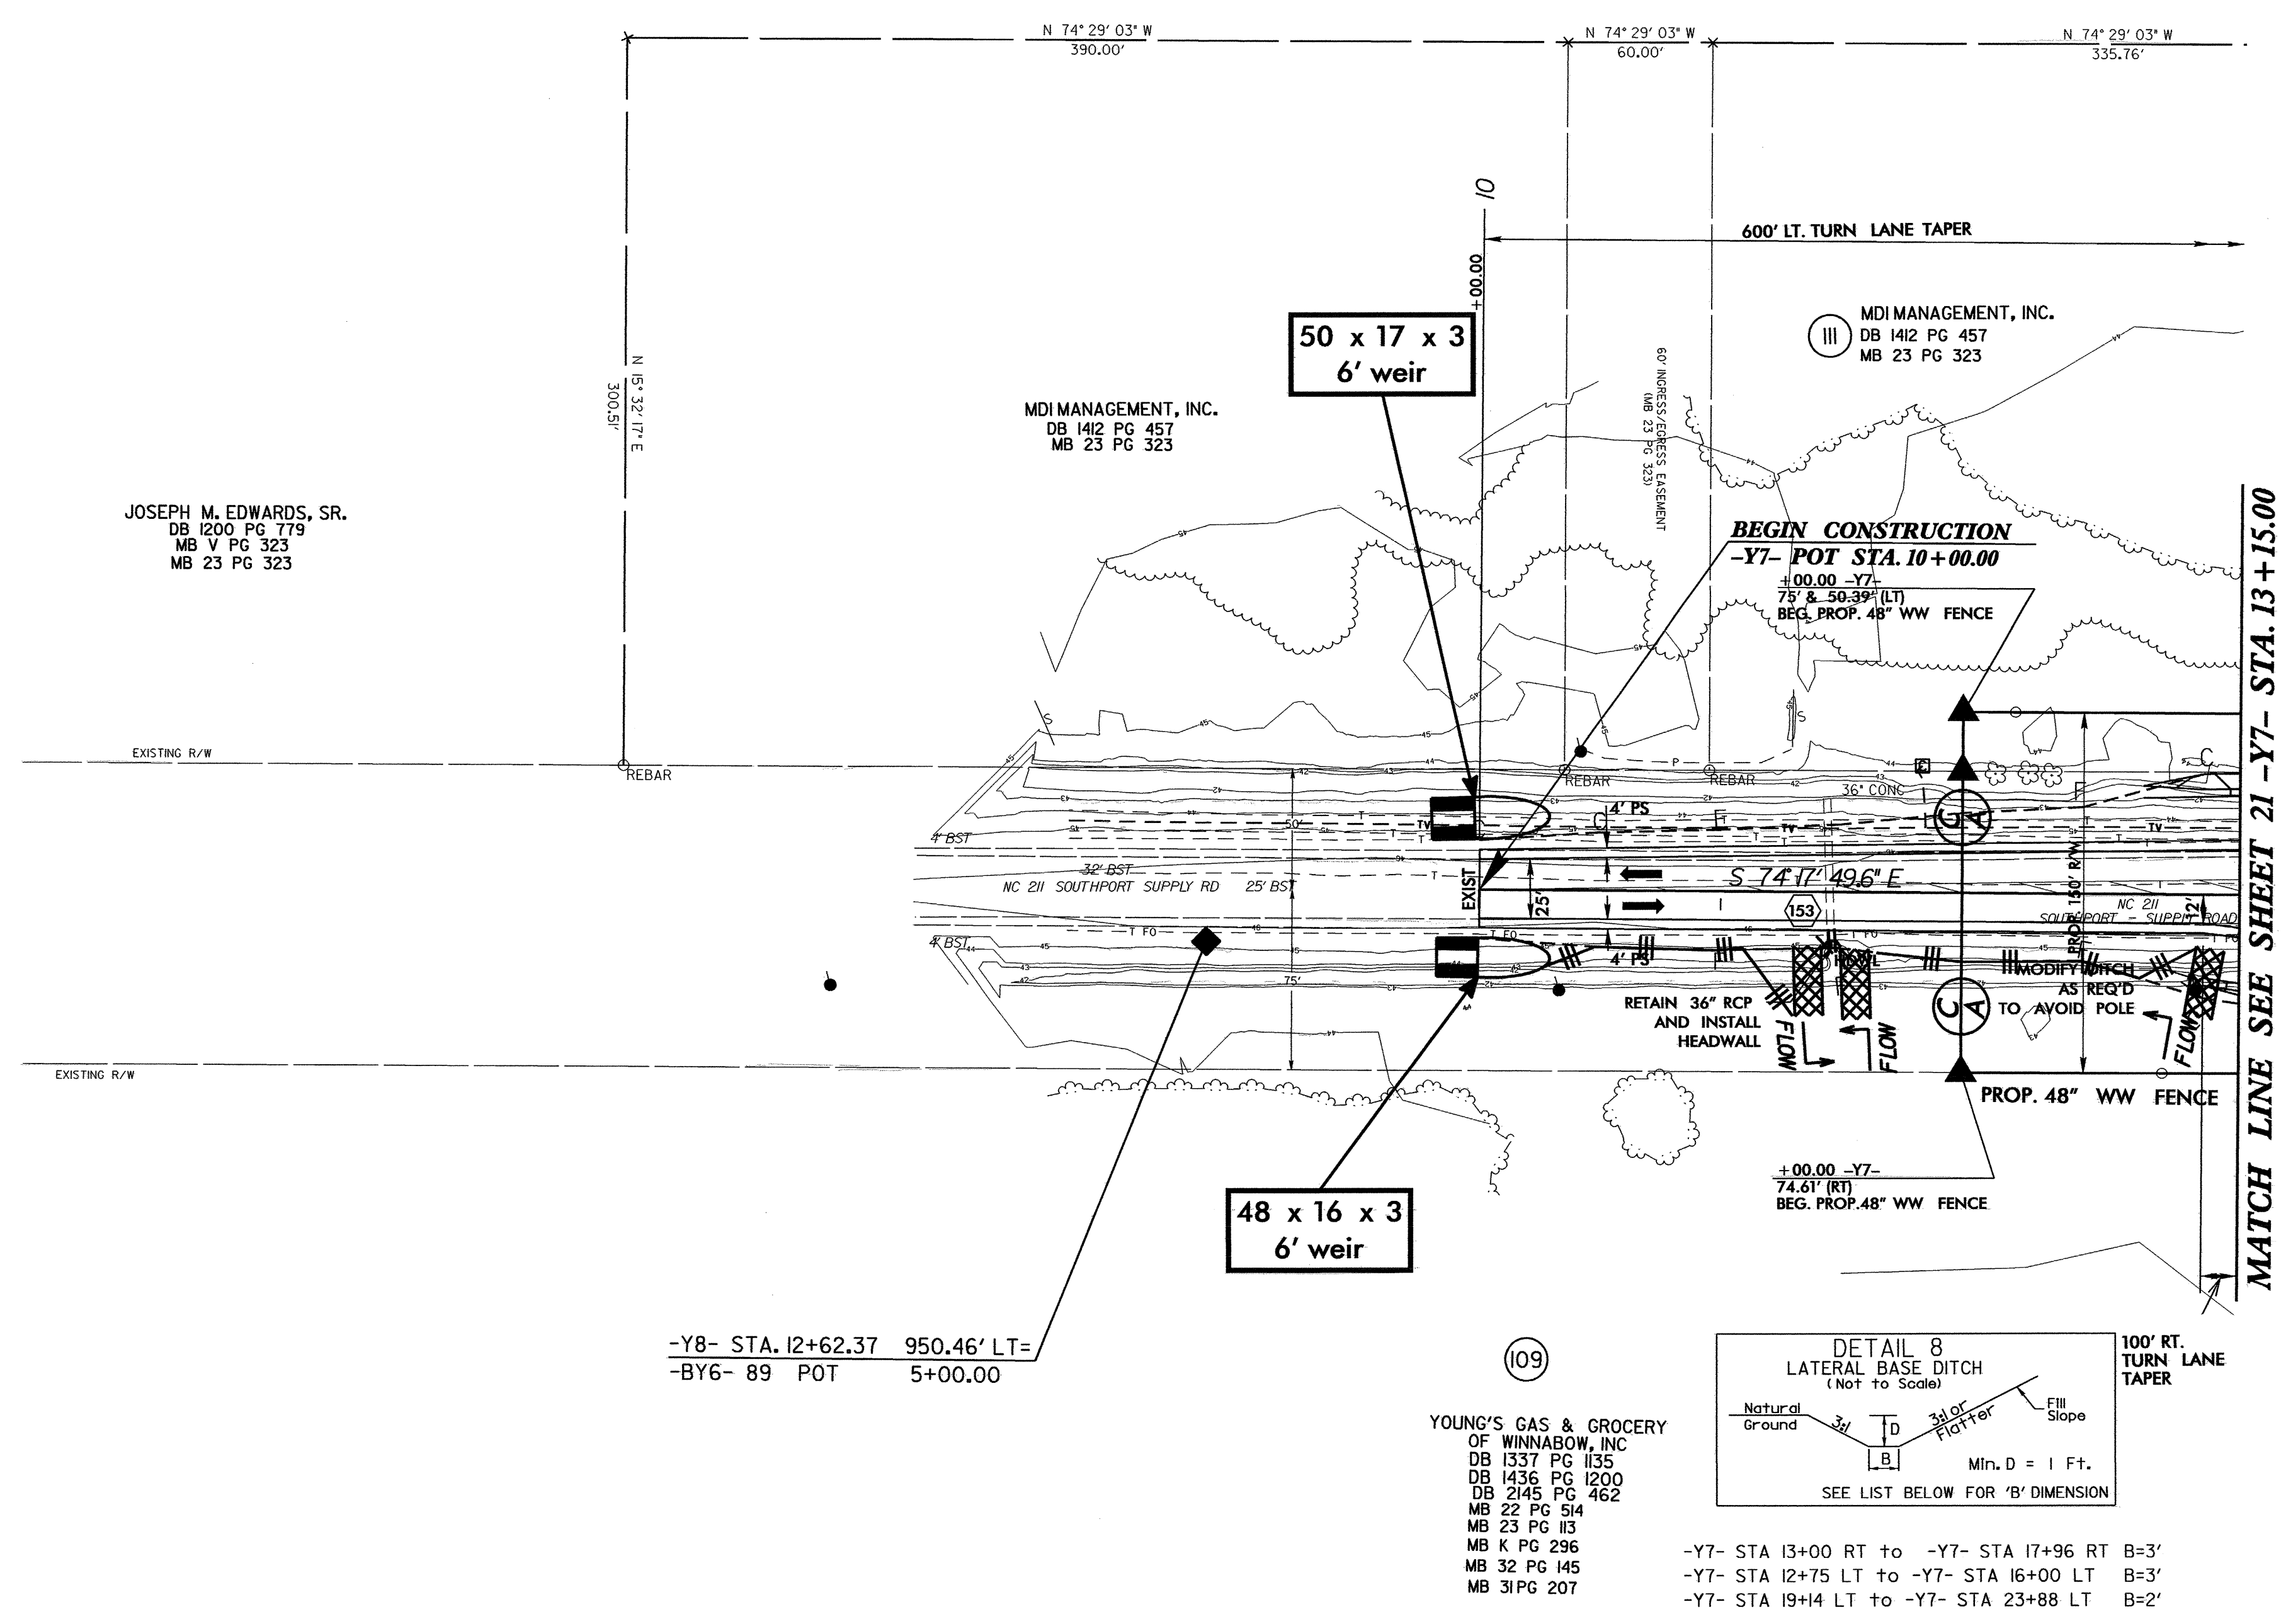 N 74° 29' 03" W
390.00'
N 74° 29' 03" W
60.00'
N 74° 29' 03" W
335.76'
10
+00.00
600' LT. TURN LANE TAPER
50 x 17 x 3
6' weir
111
MDI MANAGEMENT, INC.
DB 1412 PG 457
MB 23 PG 323
N 15° 32' 17" E
300.51'
60' INGRESS/EGRESS EASEMENT
(MB 23 PG 323)
MDI MANAGEMENT, INC.
DB 1412 PG 457
MB 23 PG 323
JOSEPH M. EDWARDS, SR.
DB 1200 PG 779
MB V PG 323
MB 23 PG 323
BEGIN CONSTRUCTION
-Y7- POT STA. 10+00.00
+00.00 -Y7-
75' & 50.39' (LT)
BEG. PROP. 48" WW FENCE
MATCH LINE SEE SHEET 21 -Y7- STA. 13+15.00
EXISTING R/W
REBAR
REBAR
REBAR
36" CONC
4' PS
50'
4' BST
32' BST
NC 211 SOUTHPORT SUPPLY RD 25' BST
EXIST
25'
S 74° 17' 49.6" E
153
PROP. 150' R/W
NC 211
SOUTHPORT - SUPPLY ROAD
12'
4' BST
T FO
T FO
T FO
4' PS
75'
C
A
C
A
MODIFY DITCH
AS REQ'D
TO AVOID POLE
RETAIN 36" RCP
AND INSTALL
HEADWALL
FLOW
FLOW
FLOW
EXISTING R/W
PROP. 48" WW FENCE
+00.00 -Y7-
74.61' (RT)
BEG. PROP.48" WW FENCE
48 x 16 x 3
6' weir
-Y8- STA. 12+62.37 950.46' LT=
-BY6- 89 POT 5+00.00
109
YOUNG'S GAS & GROCERY
OF WINNABOW, INC
DB 1337 PG 1135
DB 1436 PG 1200
DB 2145 PG 462
MB 22 PG 514
MB 23 PG 113
MB K PG 296
MB 32 PG 145
MB 31 PG 207
100' RT.
TURN LANE
TAPER
DETAIL 8
LATERAL BASE DITCH
(Not to Scale)
Natural
Ground
3:1
D
B
3:1 or
Flatter
Fill
Slope
Min. D = 1 Ft.
SEE LIST BELOW FOR 'B' DIMENSION
-Y7- STA 13+00 RT to -Y7- STA 17+96 RT B=3'
-Y7- STA 12+75 LT to -Y7- STA 16+00 LT B=3'
-Y7- STA 19+14 LT to -Y7- STA 23+88 LT B=2'